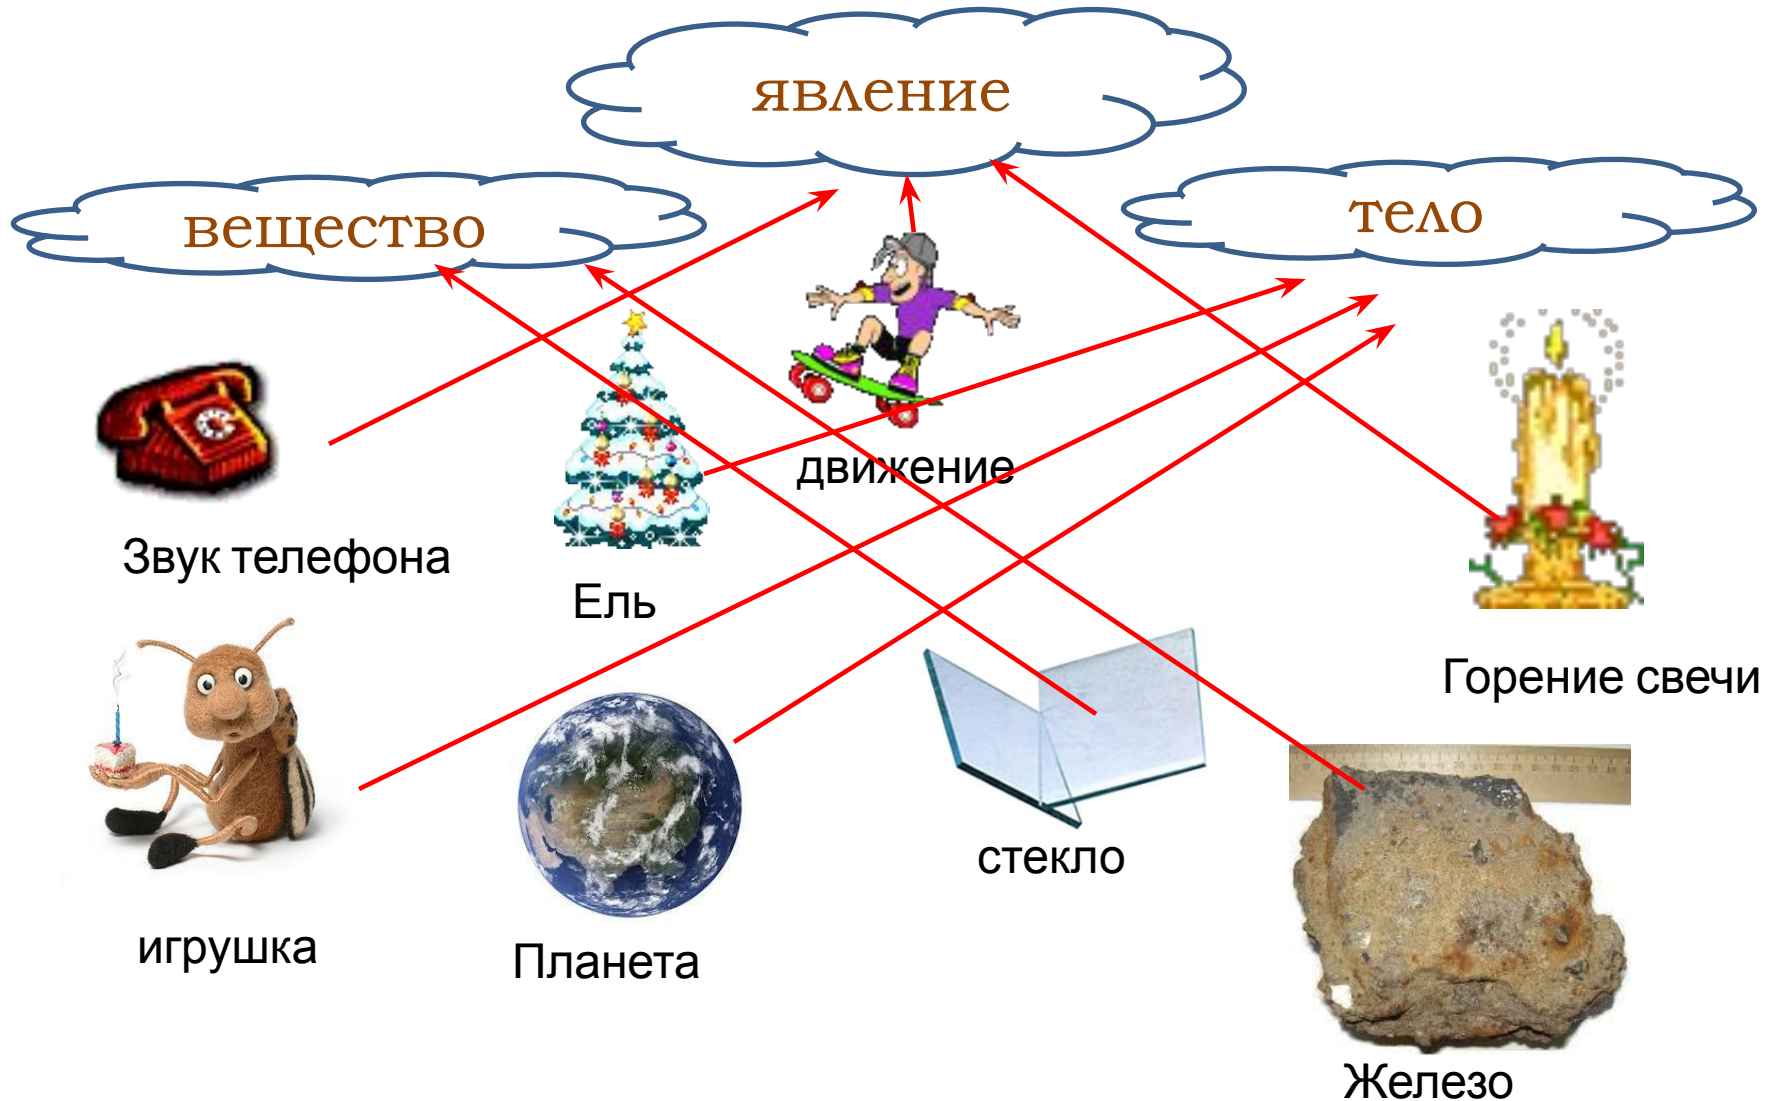 явление
вещество
тело
движение
Звук телефона
Ель
Горение свечи
стекло
игрушка
Планета
Железо